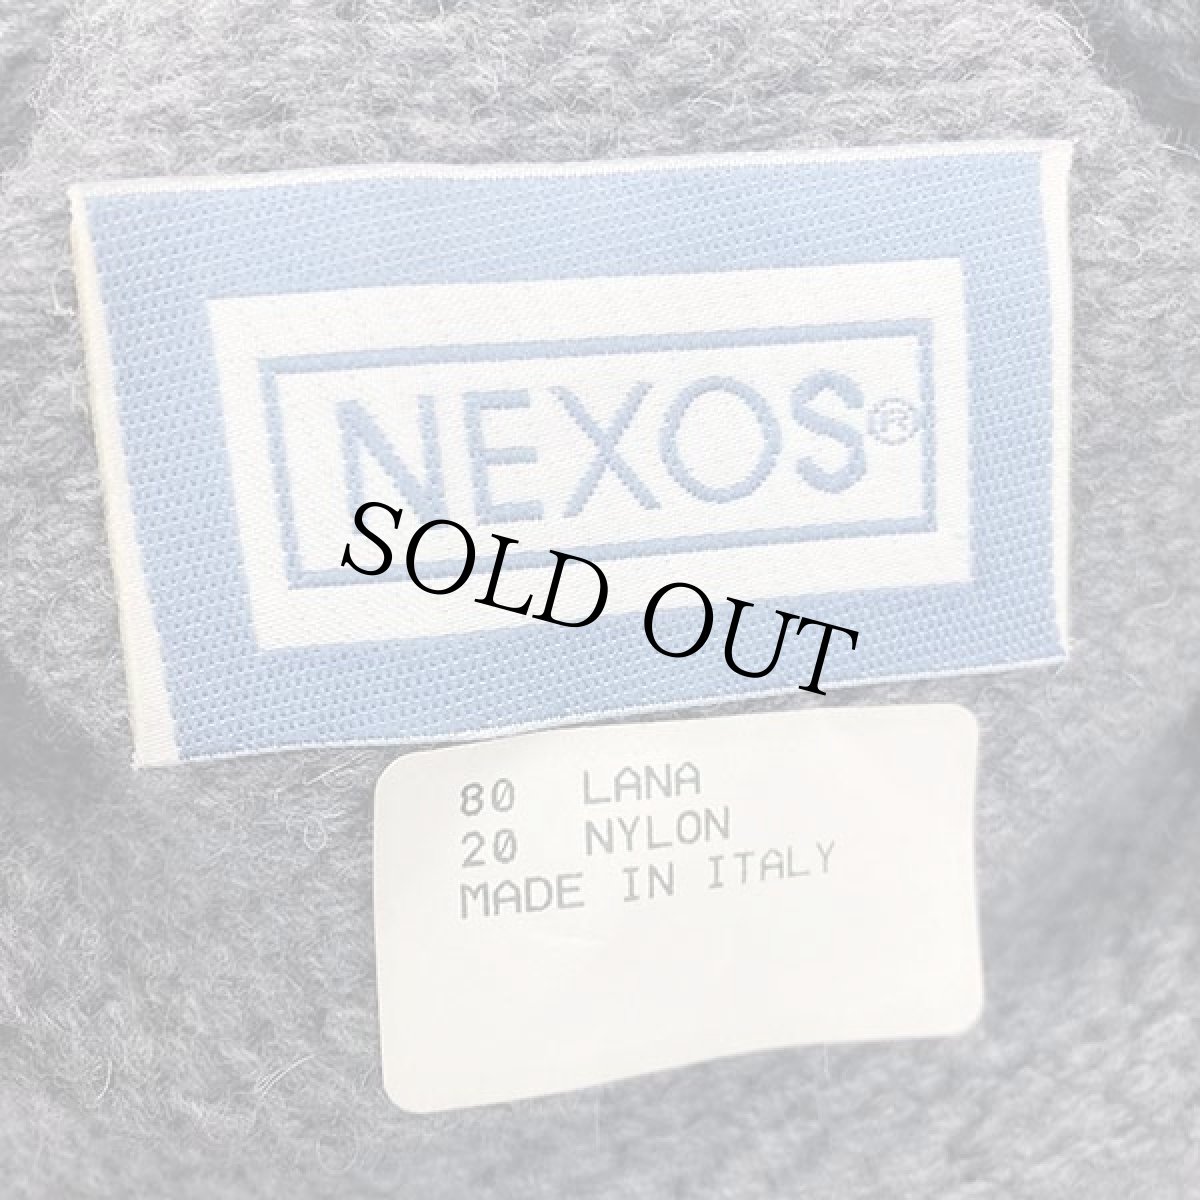 NEXOS®
SOLD OUT
80 LANA
20 NYLON
MADE IN ITALY